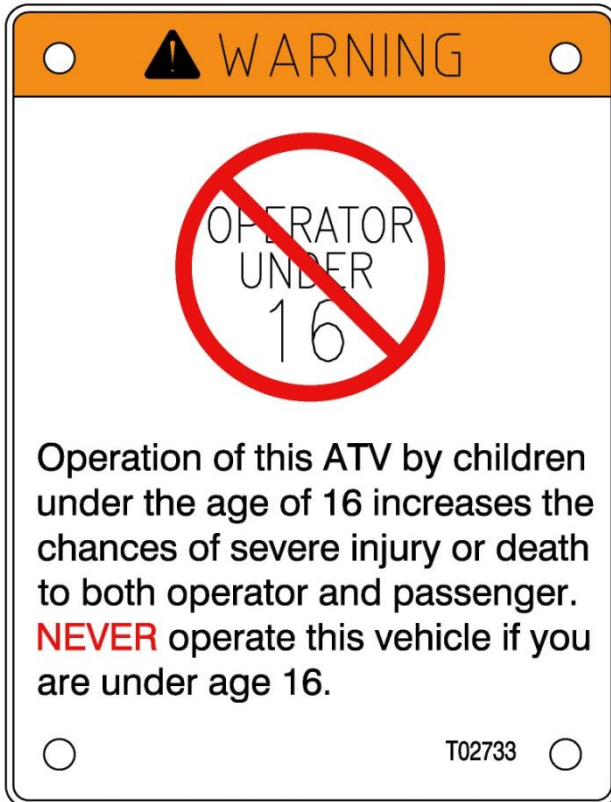 WARNING
OPERATOR
UNDER
16
Operation of this ATV by children
under the age of 16 increases the
chances of severe injury or death
to both operator and passenger.
NEVER operate this vehicle if you
are under age 16.
T02733